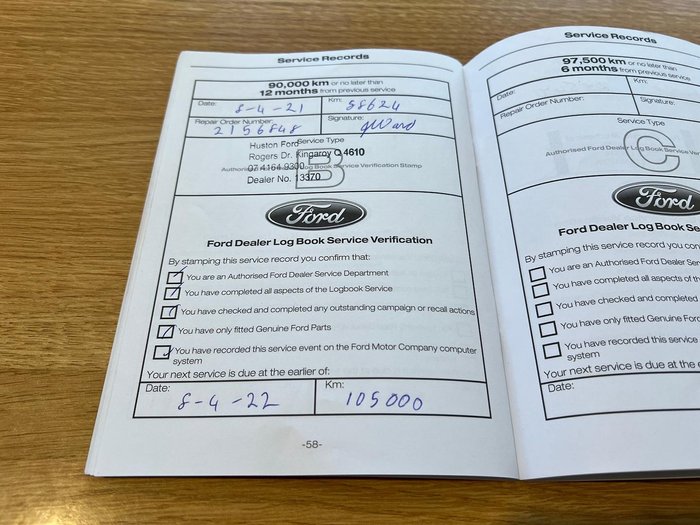 Service Records
90,000 km or no later than
12 months from previous service
Date: 8-4-21 Km: 58624
Repair Order Number: 2156848 Signature: gWard
Service Type
B
Huston Ford
Rogers Dr. Kingaroy Q 4610
07 4164 9300
Dealer No. 13370
Authorised Ford Dealer Log Book Service Verification Stamp
Ford
Ford Dealer Log Book Service Verification
By stamping this service record you confirm that:
You are an Authorised Ford Dealer Service Department
You have completed all aspects of the Logbook Service
You have checked and completed any outstanding campaign or recall actions
You have only fitted Genuine Ford Parts
You have recorded this service event on the Ford Motor Company computer
system
Your next service is due at the earlier of:
Date: 8-4-22 Km: 105000
-58-
Service Records
97,500 km or no later than
6 months from previous service
Date: Km:
Repair Order Number: Signature:
Service Type
C
Authorised Ford Dealer Log Book Service
Ford
Ford Dealer Log Book
By stamping this service record you
You are an Authorised Ford Dealer
You have completed all aspects of the
You have checked and completed
You have only fitted Genuine Ford
You have recorded this service
system
Your next service is due at the
Date: